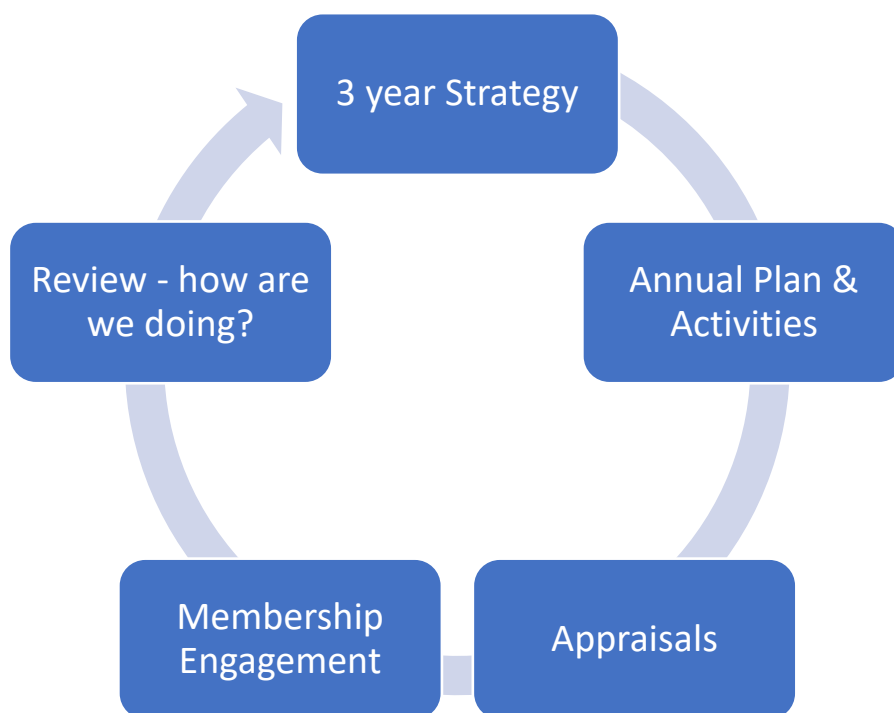 3 year Strategy
Annual Plan &
Activities
Appraisals
Membership
Engagement
Review - how are
we doing?